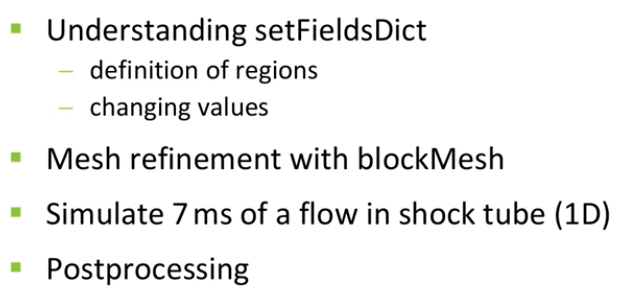 ▪ Understanding setFieldsDict
– definition of regions
– changing values
▪ Mesh refinement with blockMesh
▪ Simulate 7 ms of a flow in shock tube (1D)
▪ Postprocessing